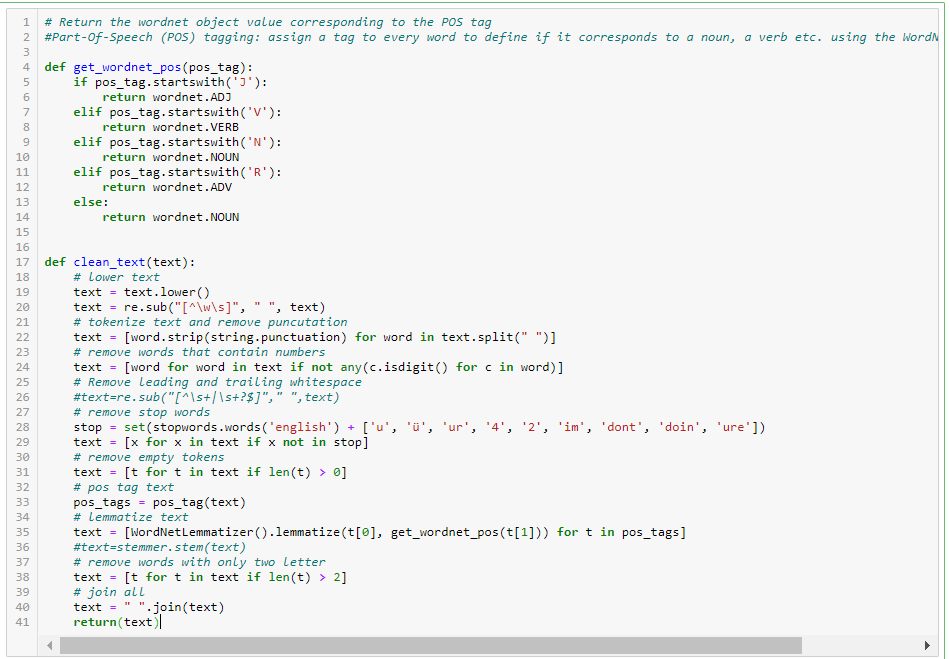 1 # Return the wordnet object value corresponding to the POS tag
2 #Part-Of-Speech (POS) tagging: assign a tag to every word to define if it corresponds to a noun, a verb etc. using the WordN
3
4 def get_wordnet_pos(pos_tag):
5     if pos_tag.startswith('J'):
6         return wordnet.ADJ
7     elif pos_tag.startswith('V'):
8         return wordnet.VERB
9     elif pos_tag.startswith('N'):
10         return wordnet.NOUN
11     elif pos_tag.startswith('R'):
12         return wordnet.ADV
13     else:
14         return wordnet.NOUN
15
16
17 def clean_text(text):
18     # lower text
19     text = text.lower()
20     text = re.sub("[^\w\s]", " ", text)
21     # tokenize text and remove puncutation
22     text = [word.strip(string.punctuation) for word in text.split(" ")]
23     # remove words that contain numbers
24     text = [word for word in text if not any(c.isdigit() for c in word)]
25     # Remove leading and trailing whitespace
26     #text=re.sub("[^\s+|\s+?$]"," ",text)
27     # remove stop words
28     stop = set(stopwords.words('english') + ['u', 'ü', 'ur', '4', '2', 'im', 'dont', 'doin', 'ure'])
29     text = [x for x in text if x not in stop]
30     # remove empty tokens
31     text = [t for t in text if len(t) > 0]
32     # pos tag text
33     pos_tags = pos_tag(text)
34     # lemmatize text
35     text = [WordNetLemmatizer().lemmatize(t[0], get_wordnet_pos(t[1])) for t in pos_tags]
36     #text=stemmer.stem(text)
37     # remove words with only two letter
38     text = [t for t in text if len(t) > 2]
39     # join all
40     text = " ".join(text)
41     return(text)